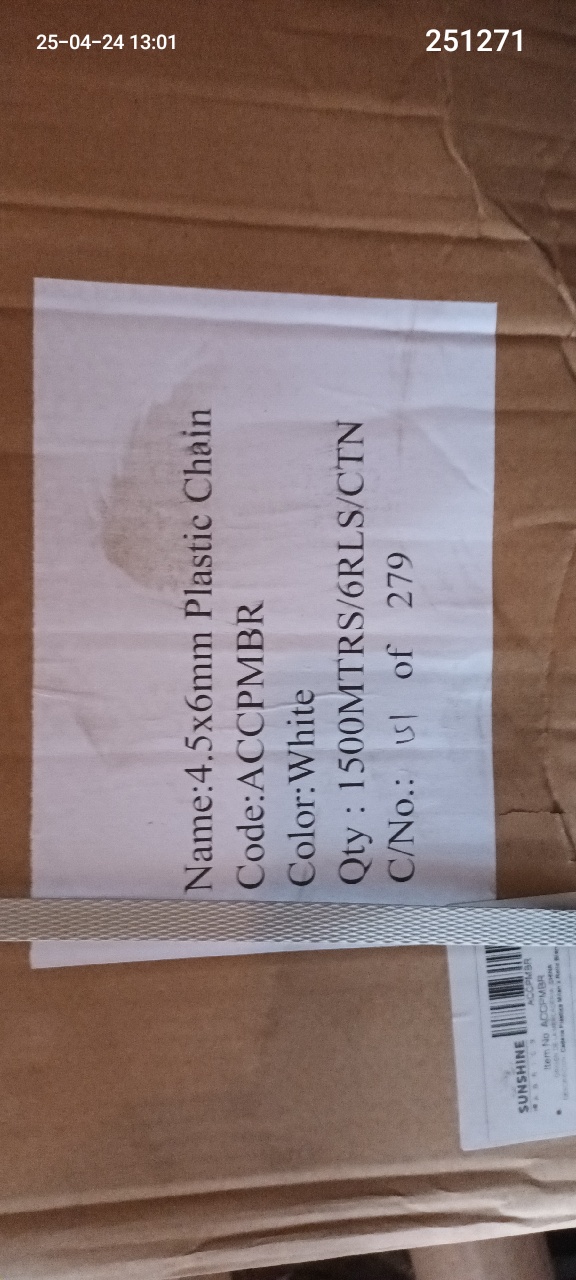 25-04-24 13:01
251271
Name:4.5x6mm Plastic Chain
Code:ACCPMBR
Color:White
Qty : 1500MTRS/6RLS/CTN
C/No.: 51 of 279
SUNSHINE
ACCPMBR
Item No ACCPMBR